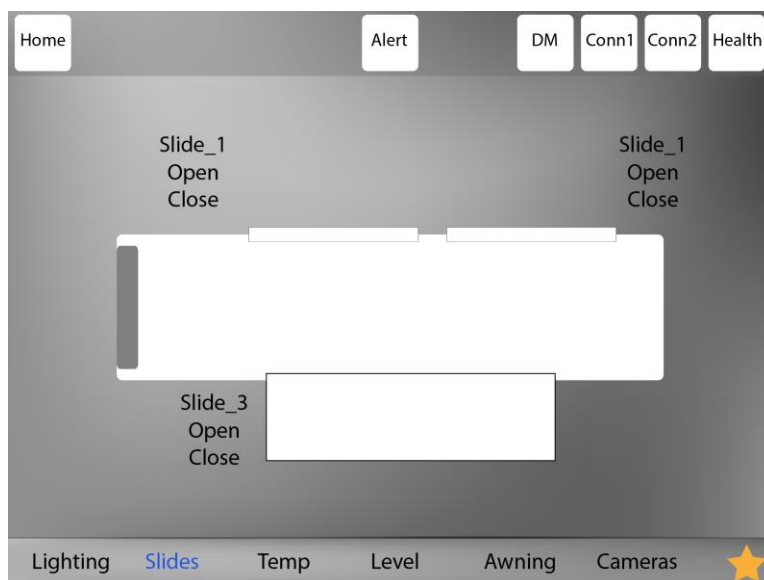 Home Alert DM Conn1 Conn2 Health
Slide_1
Open
Close
Slide_1
Open
Close
Slide_3
Open
Close
Lighting Slides Temp Level Awning Cameras